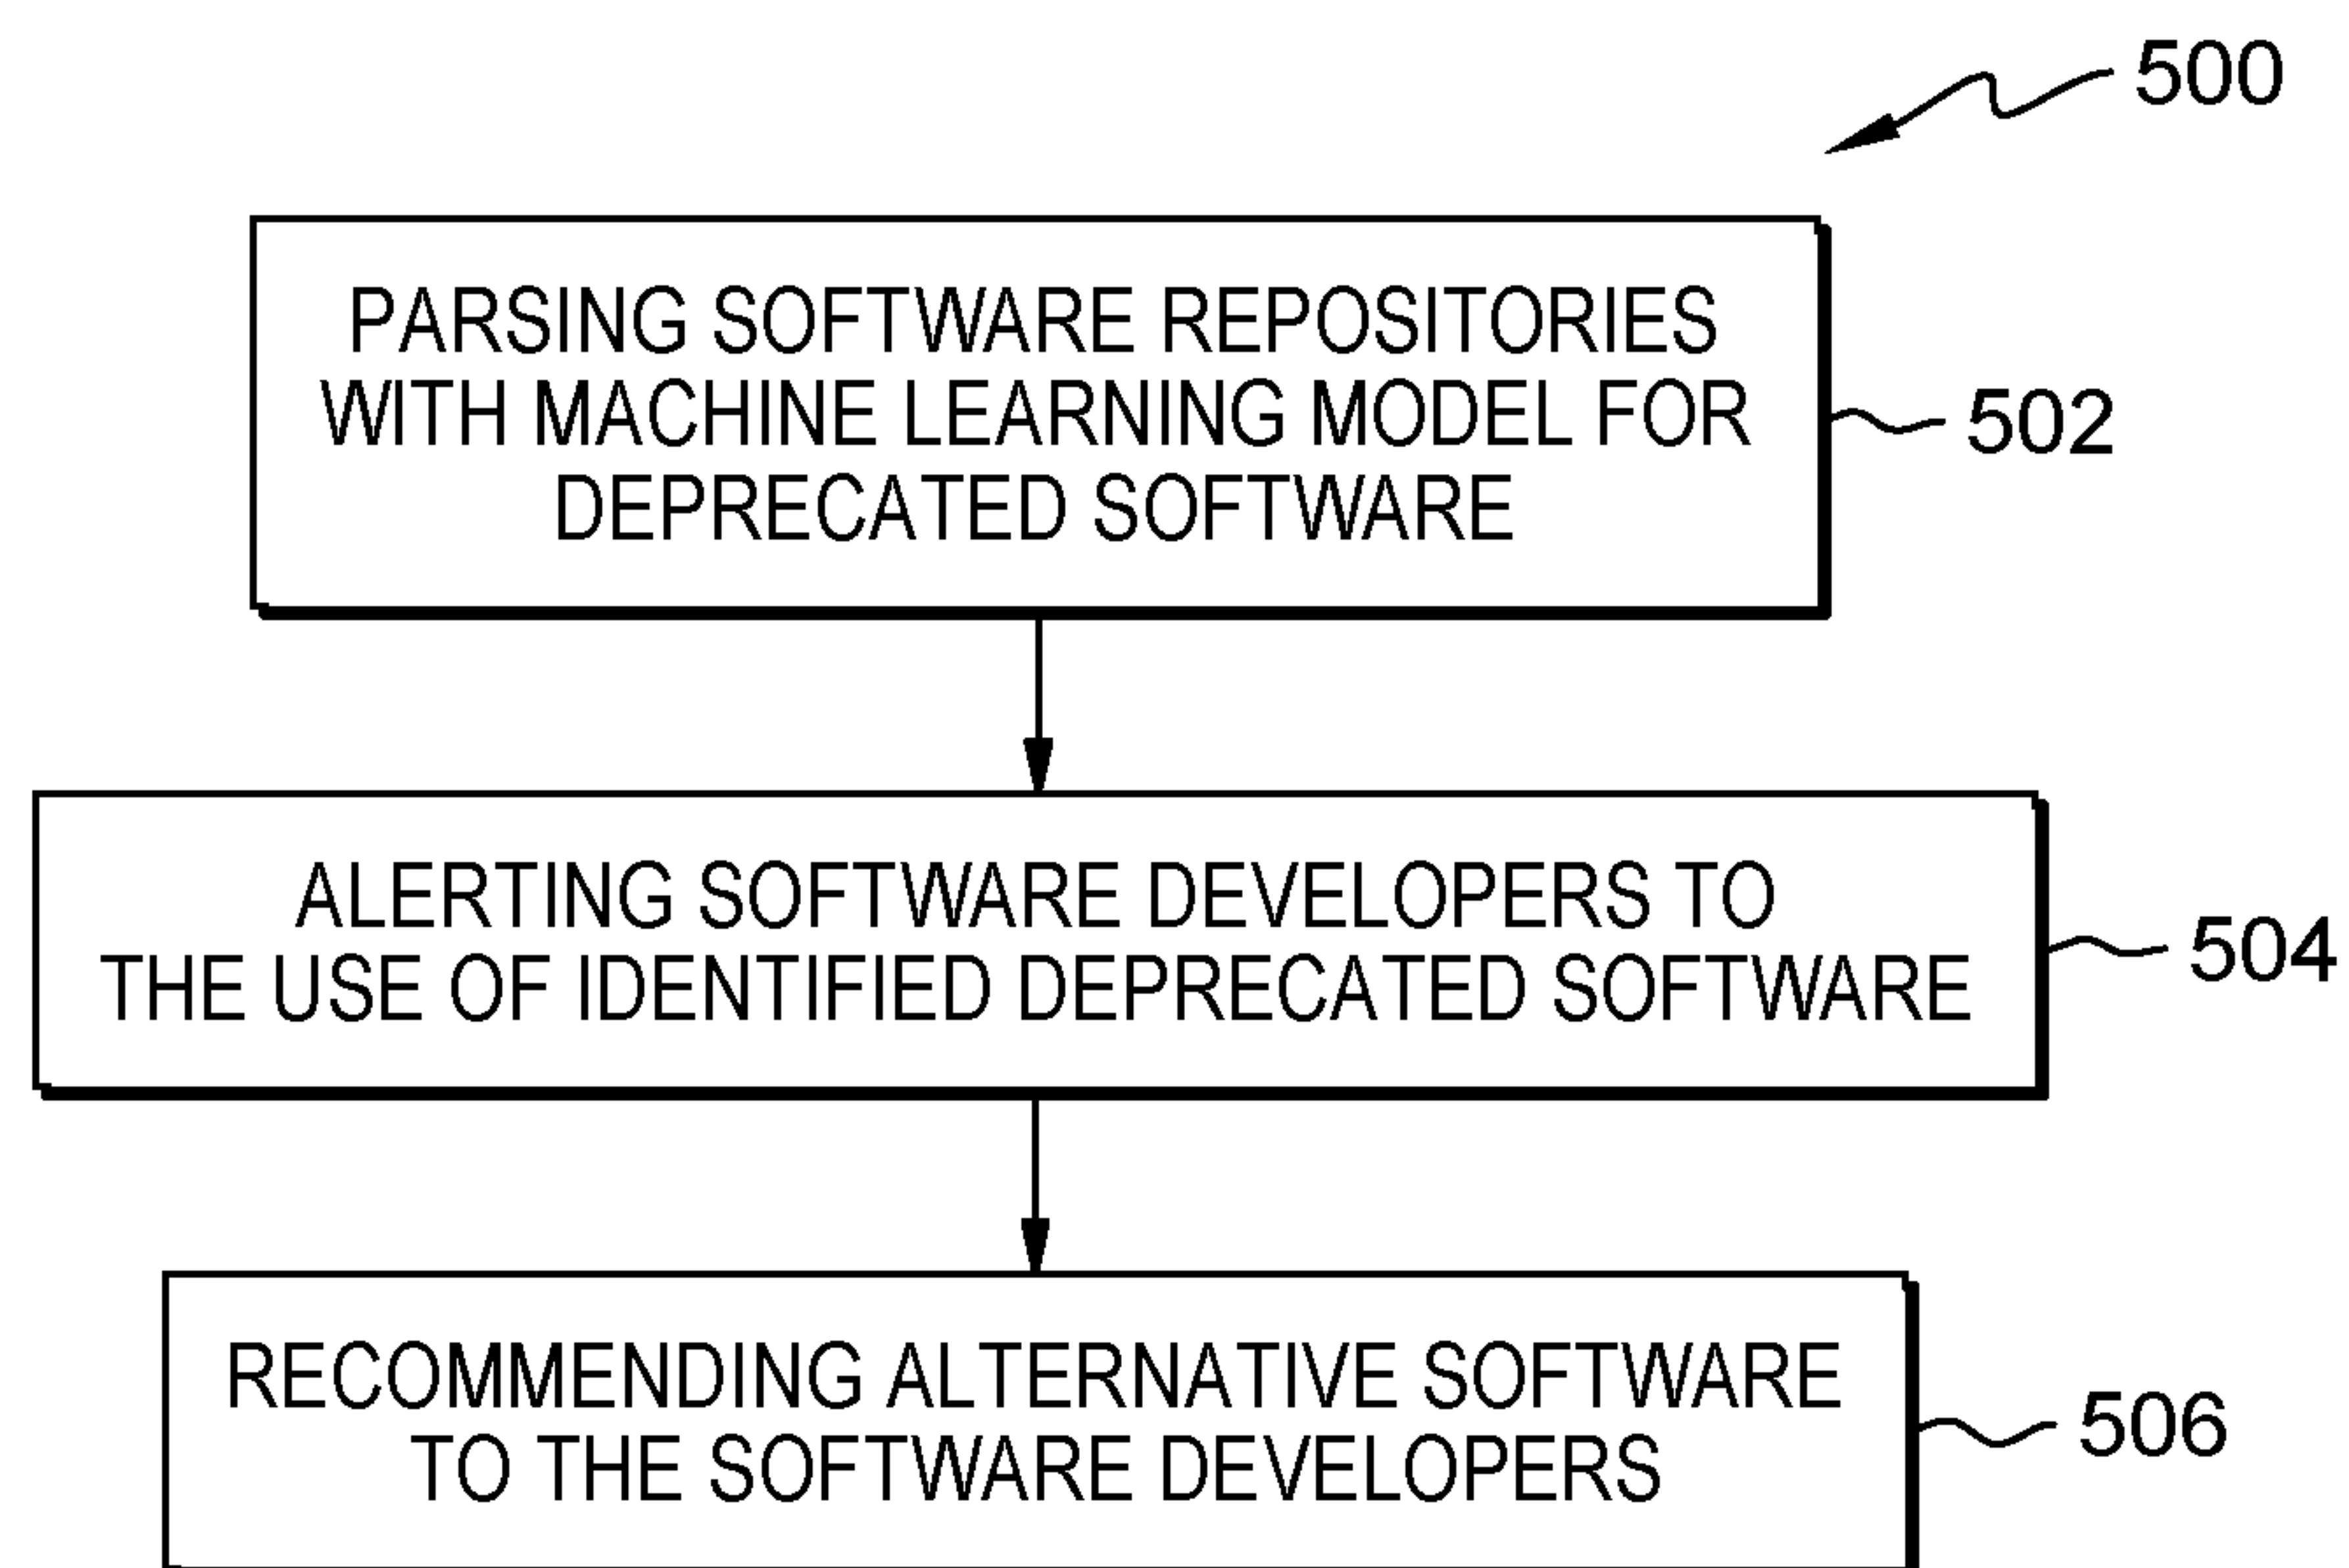 500
PARSING SOFTWARE REPOSITORIES
WITH MACHINE LEARNING MODEL FOR
DEPRECATED SOFTWARE
502
ALERTING SOFTWARE DEVELOPERS TO
THE USE OF IDENTIFIED DEPRECATED SOFTWARE
504
RECOMMENDING ALTERNATIVE SOFTWARE
TO THE SOFTWARE DEVELOPERS
506